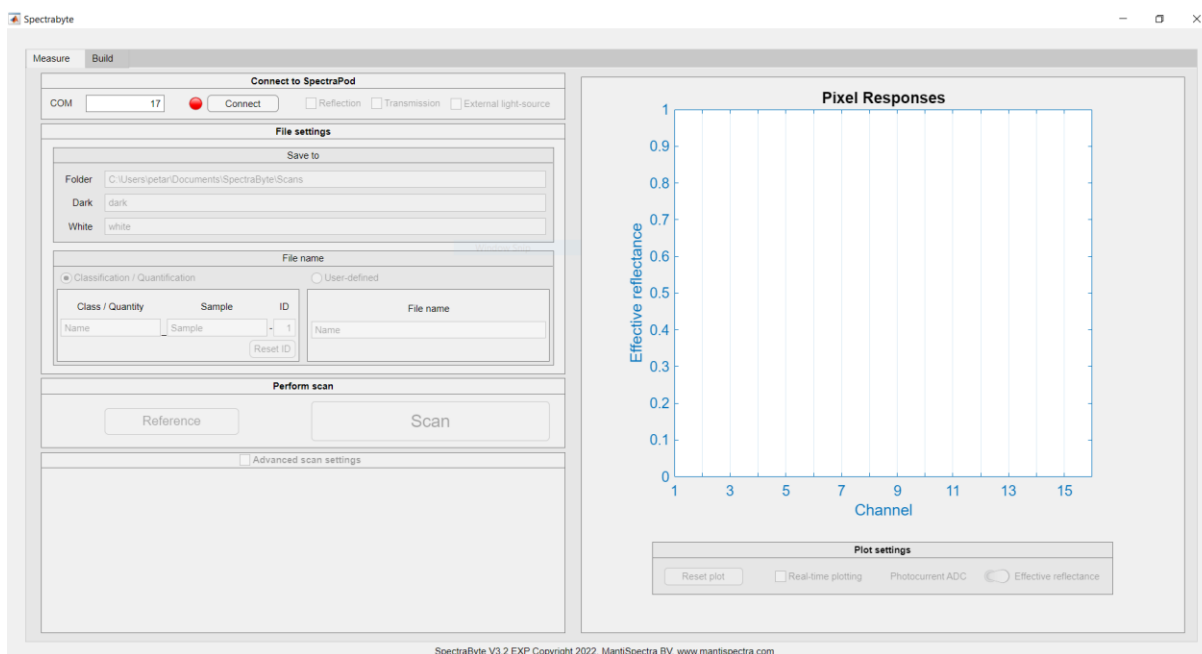 Spectrabyte
Measure Build
Connect to SpectraPod
COM 17 Connect Reflection Transmission External light-source
File settings
Save to
Folder C:\Users\petar\Documents\SpectraByte\Scans
Dark dark
White white
File name
Classification / Quantification User-defined
Class / Quantity Sample ID
Name _ Sample - 1
Reset ID
File name
Name
Perform scan
Reference Scan
Advanced scan settings
Pixel Responses
1
0.9
0.8
0.7
0.6
0.5
0.4
0.3
0.2
0.1
0
Effective reflectance
1 3 5 7 9 11 13 15
Channel
Plot settings
Reset plot Real-time plotting Photocurrent ADC Effective reflectance
SpectraByte V3.2 EXP Copyright 2022, MantiSpectra BV, www.mantispectra.com